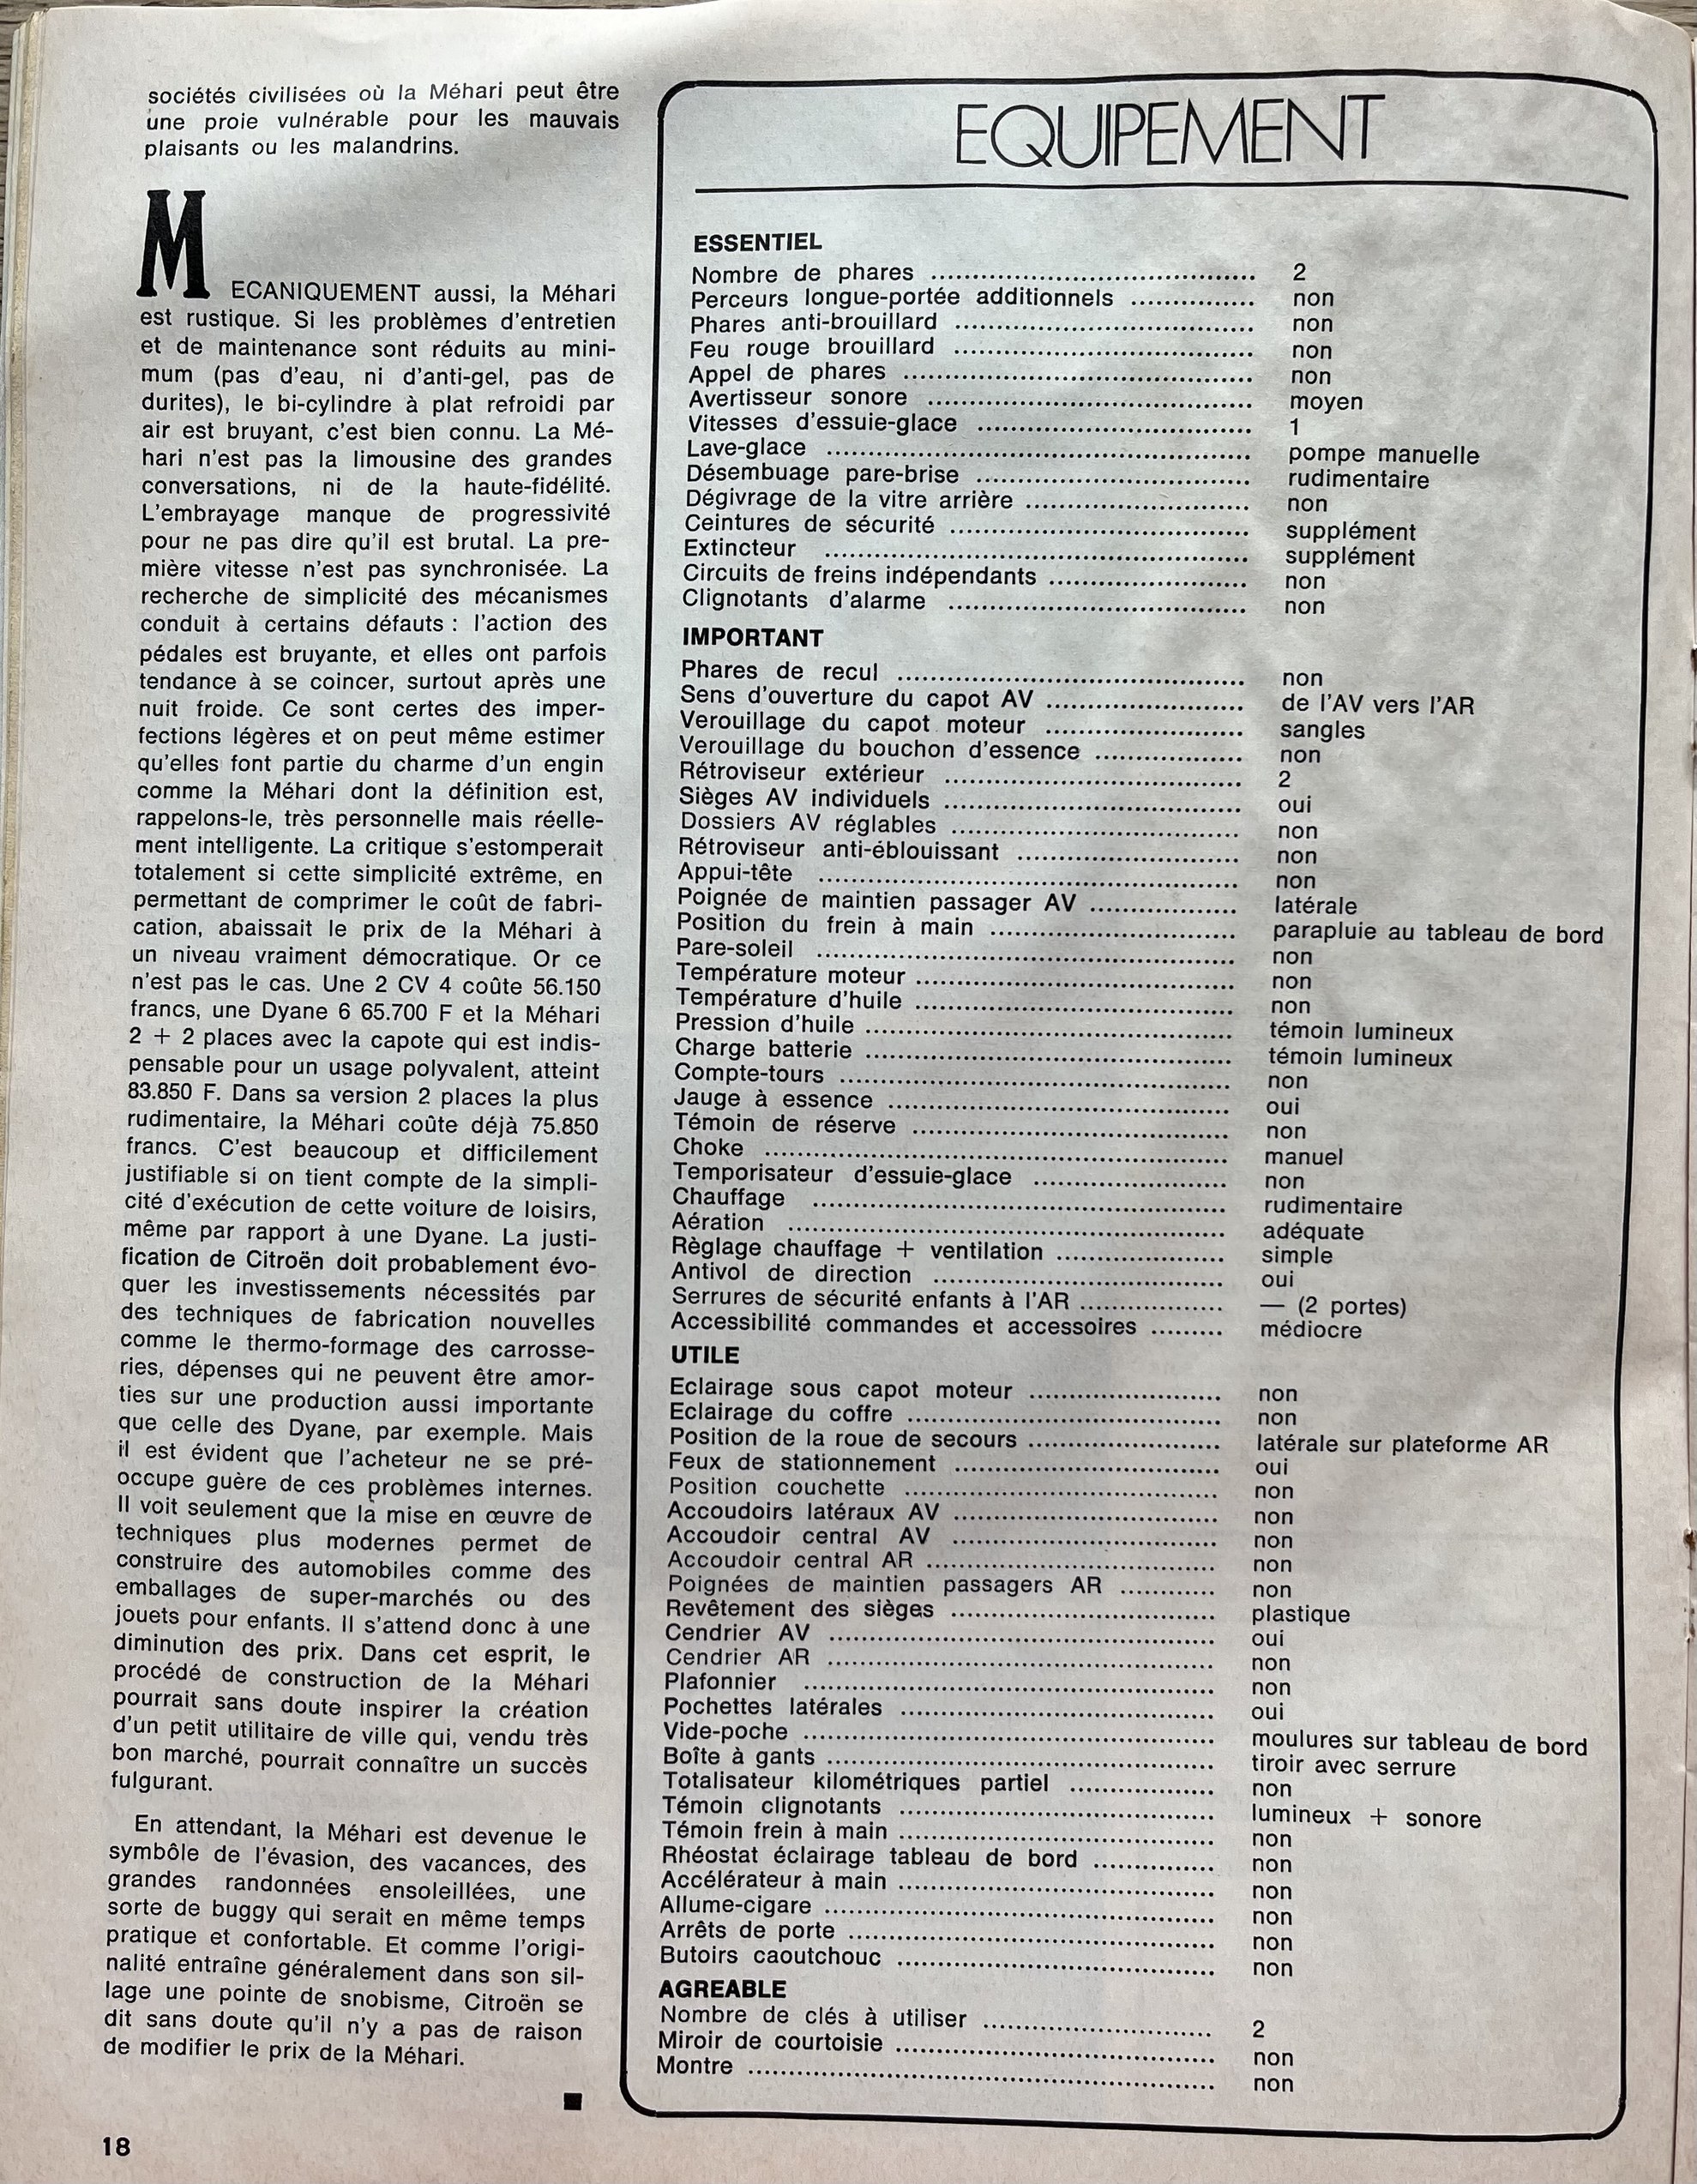 sociétés civilisées où la Méhari peut être
une proie vulnérable pour les mauvais
plaisants ou les malandrins.
MECANIQUEMENT aussi, la Méhari
est rustique. Si les problèmes d'entretien
et de maintenance sont réduits au mini-
mum (pas d'eau, ni d'anti-gel, pas de
durites), le bi-cylindre à plat refroidi par
air est bruyant, c'est bien connu. La Mé-
hari n'est pas la limousine des grandes
conversations, ni de la haute-fidélité.
L'embrayage manque de progressivité
pour ne pas dire qu'il est brutal. La pre-
mière vitesse n'est pas synchronisée. La
recherche de simplicité des mécanismes
conduit à certains défauts : l'action des
pédales est bruyante, et elles ont parfois
tendance à se coincer, surtout après une
nuit froide. Ce sont certes des imper-
fections légères et on peut même estimer
qu'elles font partie du charme d'un engin
comme la Méhari dont la définition est,
rappelons-le, très personnelle mais réelle-
ment intelligente. La critique s'estomperait
totalement si cette simplicité extrême, en
permettant de comprimer le coût de fabri-
cation, abaissait le prix de la Méhari à
un niveau vraiment démocratique. Or ce
n'est pas le cas. Une 2 CV 4 coûte 56.150
francs, une Dyane 6 65.700 F et la Méhari
2 + 2 places avec la capote qui est indis-
pensable pour un usage polyvalent, atteint
83.850 F. Dans sa version 2 places la plus
rudimentaire, la Méhari coûte déjà 75.850
francs. C'est beaucoup et difficilement
justifiable si on tient compte de la simpli-
cité d'exécution de cette voiture de loisirs,
même par rapport à une Dyane. La justi-
fication de Citroën doit probablement évo-
quer les investissements nécessités par
des techniques de fabrication nouvelles
comme le thermo-formage des carrosse-
ries, dépenses qui ne peuvent être amor-
ties sur une production aussi importante
que celle des Dyane, par exemple. Mais
il est évident que l'acheteur ne se pré-
occupe guère de ces problèmes internes.
Il voit seulement que la mise en œuvre de
techniques plus modernes permet de
construire des automobiles comme des
emballages de super-marchés ou des
jouets pour enfants. Il s'attend donc à une
diminution des prix. Dans cet esprit, le
procédé de construction de la Méhari
pourrait sans doute inspirer la création
d'un petit utilitaire de ville qui, vendu très
bon marché, pourrait connaître un succès
fulgurant.
En attendant, la Méhari est devenue le
symbôle de l'évasion, des vacances, des
grandes randonnées ensoleillées, une
sorte de buggy qui serait en même temps
pratique et confortable. Et comme l'origi-
nalité entraîne généralement dans son sil-
lage une pointe de snobisme, Citroën se
dit sans doute qu'il n'y a pas de raison
de modifier le prix de la Méhari.
18
EQUIPEMENT
ESSENTIEL
Nombre de phares ........ 2
Perceurs longue-portée additionnels ........ non
Phares anti-brouillard ........ non
Feu rouge brouillard ........ non
Appel de phares ........ non
Avertisseur sonore ........ moyen
Vitesses d'essuie-glace ........ 1
Lave-glace ........ pompe manuelle
Désembuage pare-brise ........ rudimentaire
Dégivrage de la vitre arrière ........ non
Ceintures de sécurité ........ supplément
Extincteur ........ supplément
Circuits de freins indépendants ........ non
Clignotants d'alarme ........ non
IMPORTANT
Phares de recul ........ non
Sens d'ouverture du capot AV ........ de l'AV vers l'AR
Verouillage du capot moteur ........ sangles
Verouillage du bouchon d'essence ........ non
Rétroviseur extérieur ........ 2
Sièges AV individuels ........ oui
Dossiers AV réglables ........ non
Rétroviseur anti-éblouissant ........ non
Appui-tête ........ non
Poignée de maintien passager AV ........ latérale
Position du frein à main ........ parapluie au tableau de bord
Pare-soleil ........ non
Température moteur ........ non
Température d'huile ........ non
Pression d'huile ........ témoin lumineux
Charge batterie ........ témoin lumineux
Compte-tours ........ non
Jauge à essence ........ oui
Témoin de réserve ........ non
Choke ........ manuel
Temporisateur d'essuie-glace ........ non
Chauffage ........ rudimentaire
Aération ........ adéquate
Règlage chauffage + ventilation ........ simple
Antivol de direction ........ oui
Serrures de sécurité enfants à l'AR ........ — (2 portes)
Accessibilité commandes et accessoires ........ médiocre
UTILE
Eclairage sous capot moteur ........ non
Eclairage du coffre ........ non
Position de la roue de secours ........ latérale sur plateforme AR
Feux de stationnement ........ oui
Position couchette ........ non
Accoudoirs latéraux AV ........ non
Accoudoir central AV ........ non
Accoudoir central AR ........ non
Poignées de maintien passagers AR ........ non
Revêtement des sièges ........ plastique
Cendrier AV ........ oui
Cendrier AR ........ non
Plafonnier ........ non
Pochettes latérales ........ oui
Vide-poche ........ moulures sur tableau de bord
Boîte à gants ........ tiroir avec serrure
Totalisateur kilométriques partiel ........ non
Témoin clignotants ........ lumineux + sonore
Témoin frein à main ........ non
Rhéostat éclairage tableau de bord ........ non
Accélérateur à main ........ non
Allume-cigare ........ non
Arrêts de porte ........ non
Butoirs caoutchouc ........ non
AGREABLE
Nombre de clés à utiliser ........ 2
Miroir de courtoisie ........ non
Montre ........ non